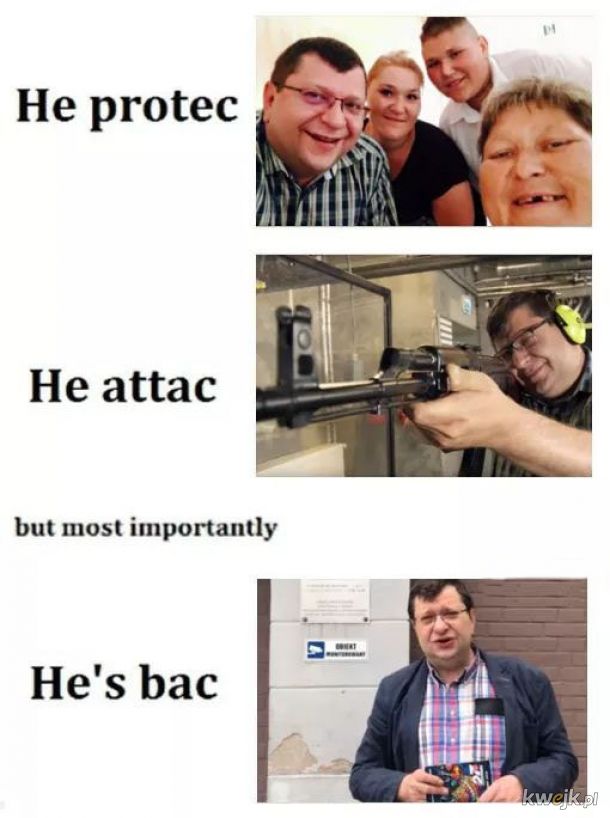 He protec
He attac
but most importantly
He's bac
OBIEKT
MONITOROWANY
kwejk.pl